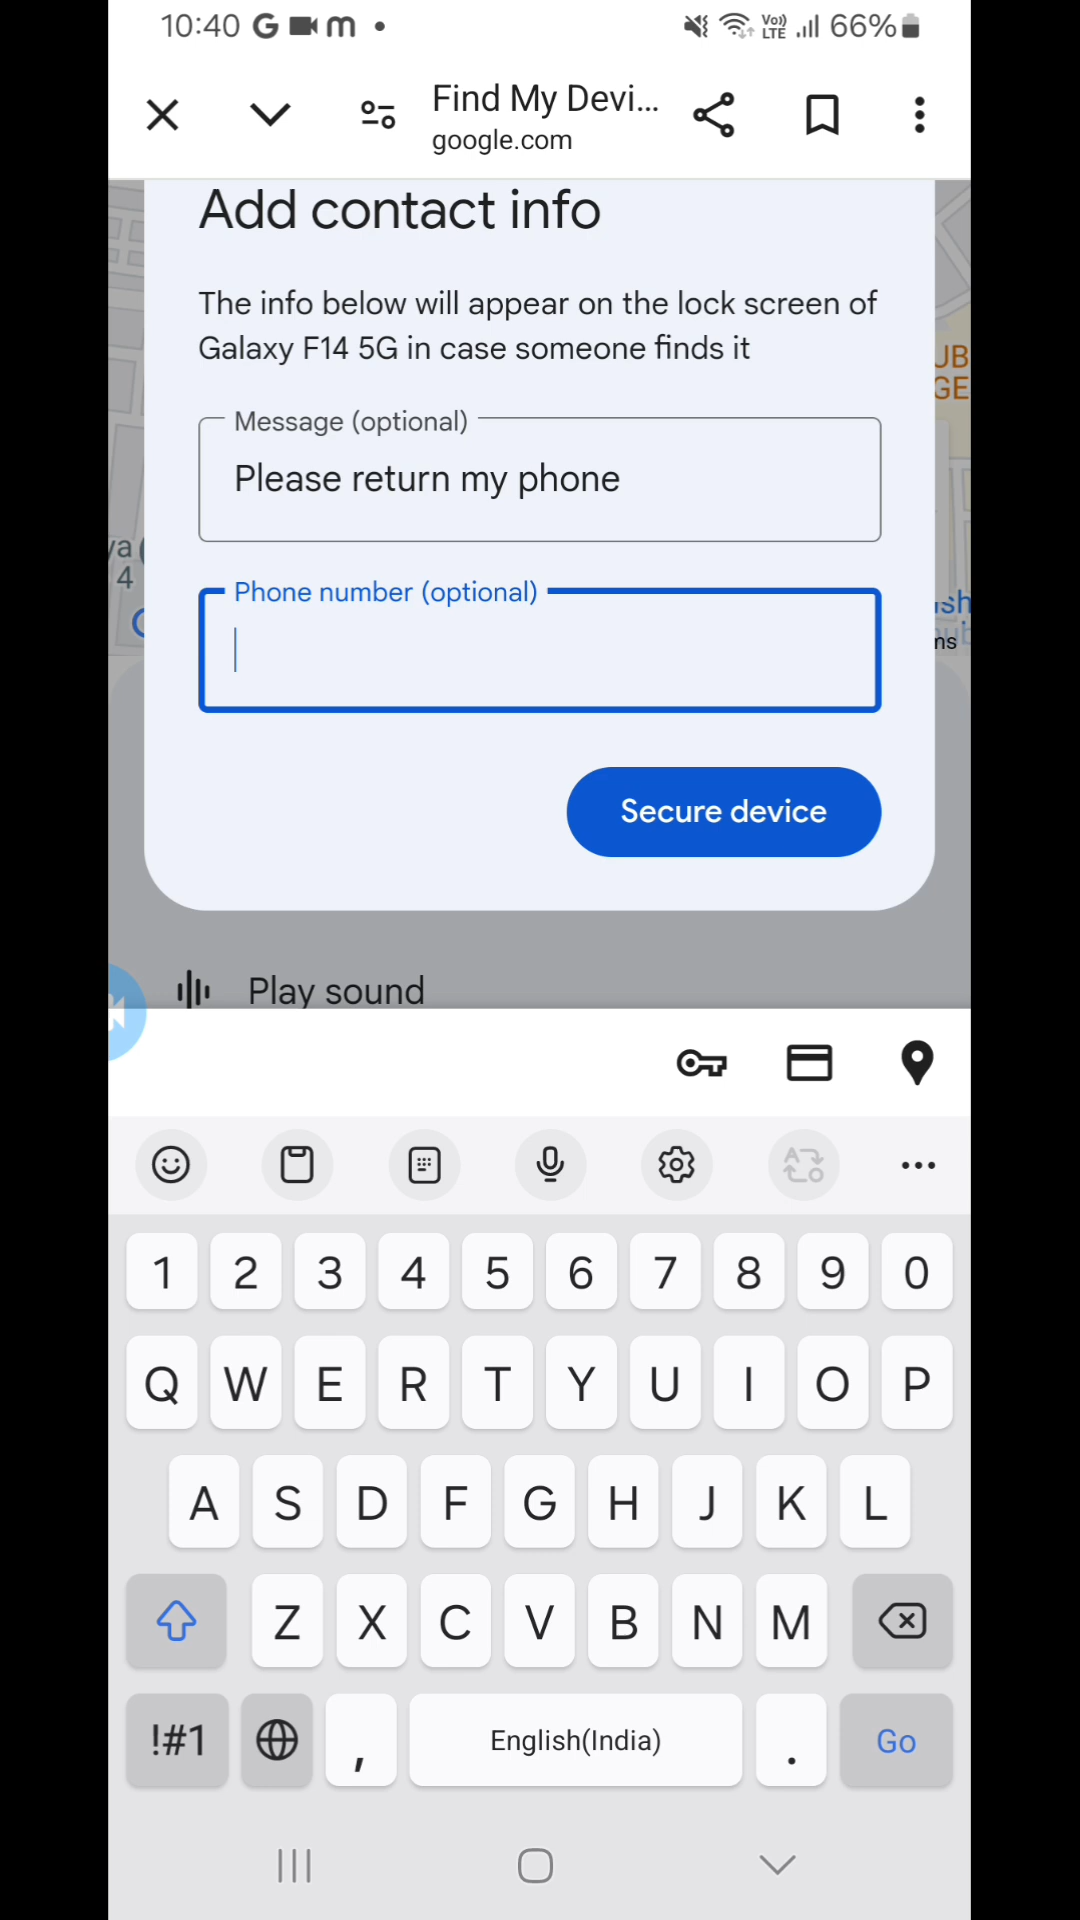 10:40 G m
Vo)) LTE 66%
Find My Devi...
google.com
Add contact info
The info below will appear on the lock screen of
Galaxy F14 5G in case someone finds it
Message (optional)
Please return my phone
Phone number (optional)
Secure device
Play sound
1 2 3 4 5 6 7 8 9 0
Q W E R T Y U I O P
A S D F G H J K L
Z X C V B N M
!#1 , English(India) . Go